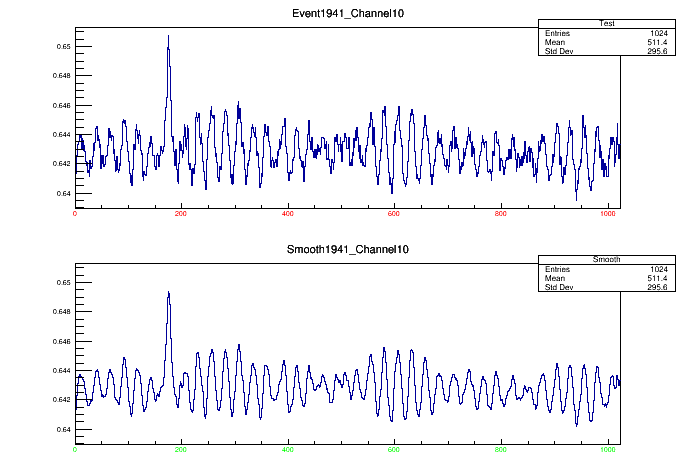 Event1941_Channel10
Test
Entries 1024
Mean 511.4
Std Dev 295.6
0.65
0.648
0.646
0.644
0.642
0.64
0 200 400 600 800 1000
Smooth1941_Channel10
Smooth
Entries 1024
Mean 511.4
Std Dev 295.6
0.65
0.648
0.646
0.644
0.642
0.64
0 200 400 600 800 1000